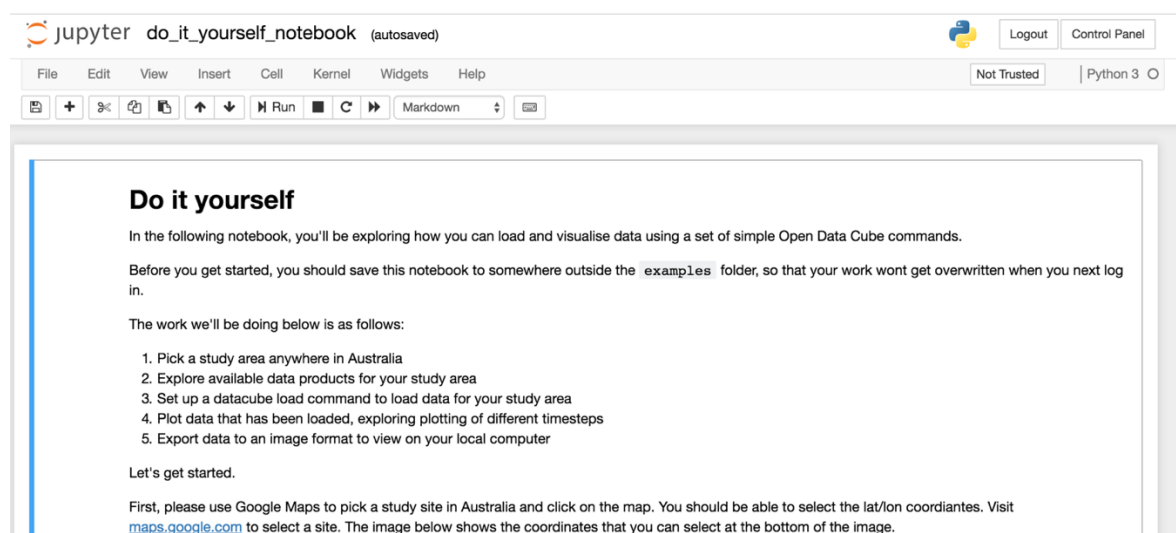 jupyter do_it_yourself_notebook (autosaved) Logout Control Panel
File Edit View Insert Cell Kernel Widgets Help Not Trusted Python 3
Run Markdown
Do it yourself
In the following notebook, you'll be exploring how you can load and visualise data using a set of simple Open Data Cube commands.
Before you get started, you should save this notebook to somewhere outside the examples folder, so that your work wont get overwritten when you next log
in.
The work we'll be doing below is as follows:
1. Pick a study area anywhere in Australia
2. Explore available data products for your study area
3. Set up a datacube load command to load data for your study area
4. Plot data that has been loaded, exploring plotting of different timesteps
5. Export data to an image format to view on your local computer
Let's get started.
First, please use Google Maps to pick a study site in Australia and click on the map. You should be able to select the lat/lon coordiantes. Visit
maps.google.com to select a site. The image below shows the coordinates that you can select at the bottom of the image.